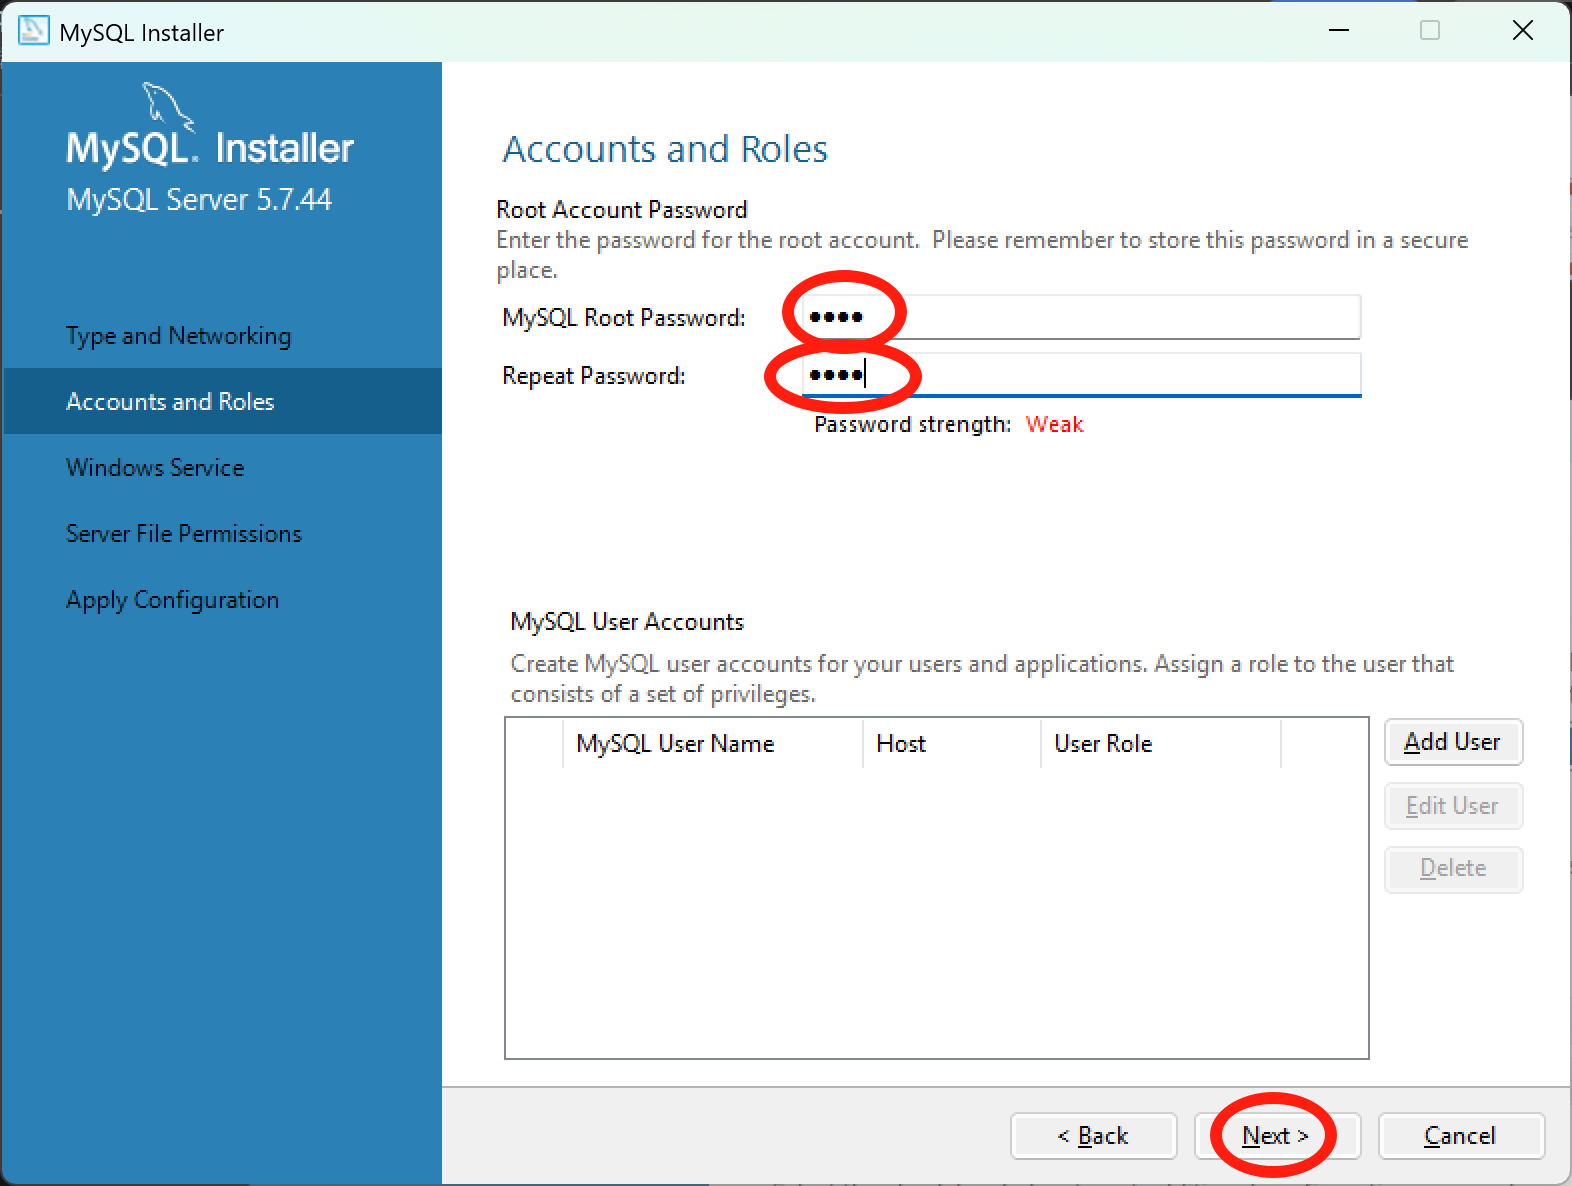 MySQL Installer
MySQL. Installer
MySQL Server 5.7.44
Type and Networking
Accounts and Roles
Windows Service
Server File Permissions
Apply Configuration
Accounts and Roles
Root Account Password
Enter the password for the root account.  Please remember to store this password in a secure
place.
MySQL Root Password: ●●●●
Repeat Password: ●●●●
Password strength: Weak
MySQL User Accounts
Create MySQL user accounts for your users and applications. Assign a role to the user that
consists of a set of privileges.
MySQL User Name Host User Role
Add User
Edit User
Delete
< Back Next > Cancel